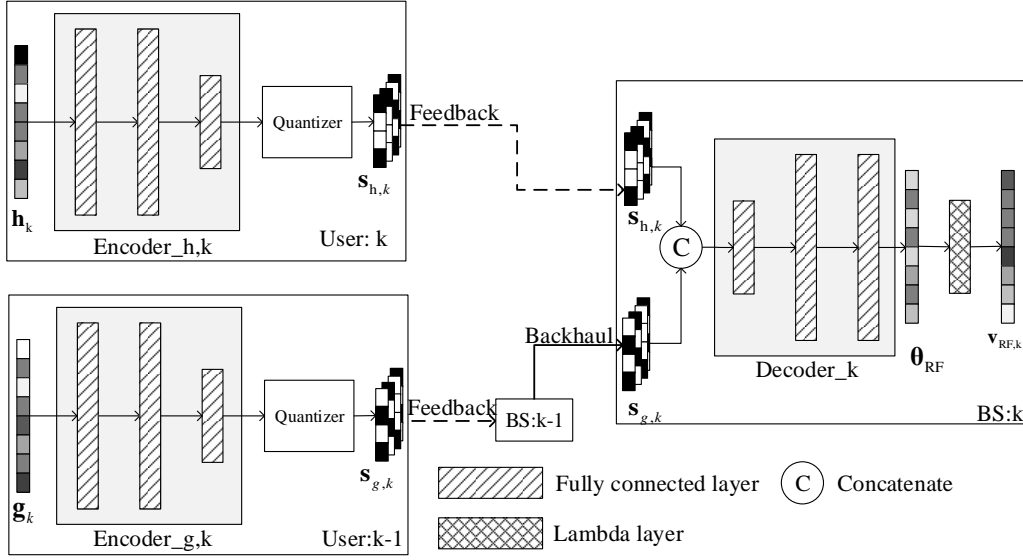 h_k
Encoder_h,k
Quantizer
s_h,k
User: k
Feedback
g_k
Encoder_g,k
Quantizer
s_g,k
User:k-1
Feedback
BS:k-1
Backhaul
s_h,k
s_g,k
C
Decoder_k
θ_RF
v_RF,k
BS:k
Fully connected layer
C Concatenate
Lambda layer